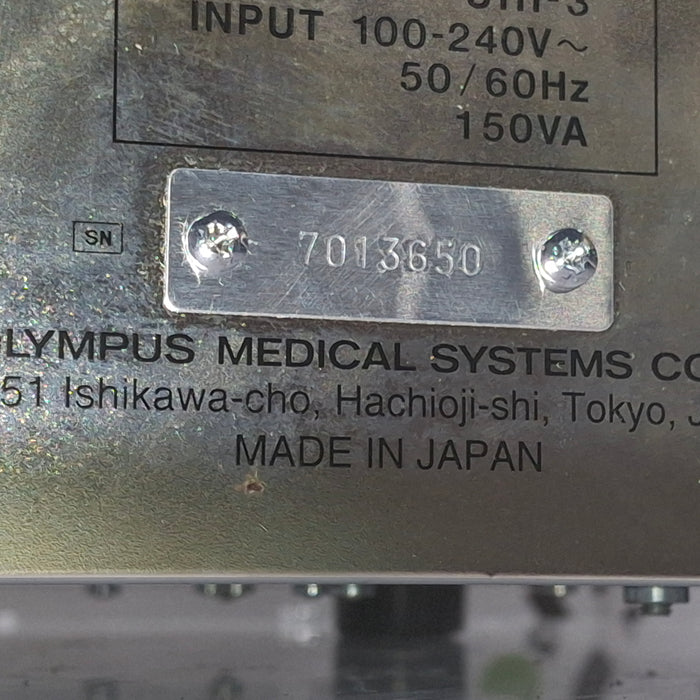 INPUT 100-240V~
50/60Hz
150VA
SN
7013650
LYMPUS MEDICAL SYSTEMS CO
51 Ishikawa-cho, Hachioji-shi, Tokyo, J
MADE IN JAPAN